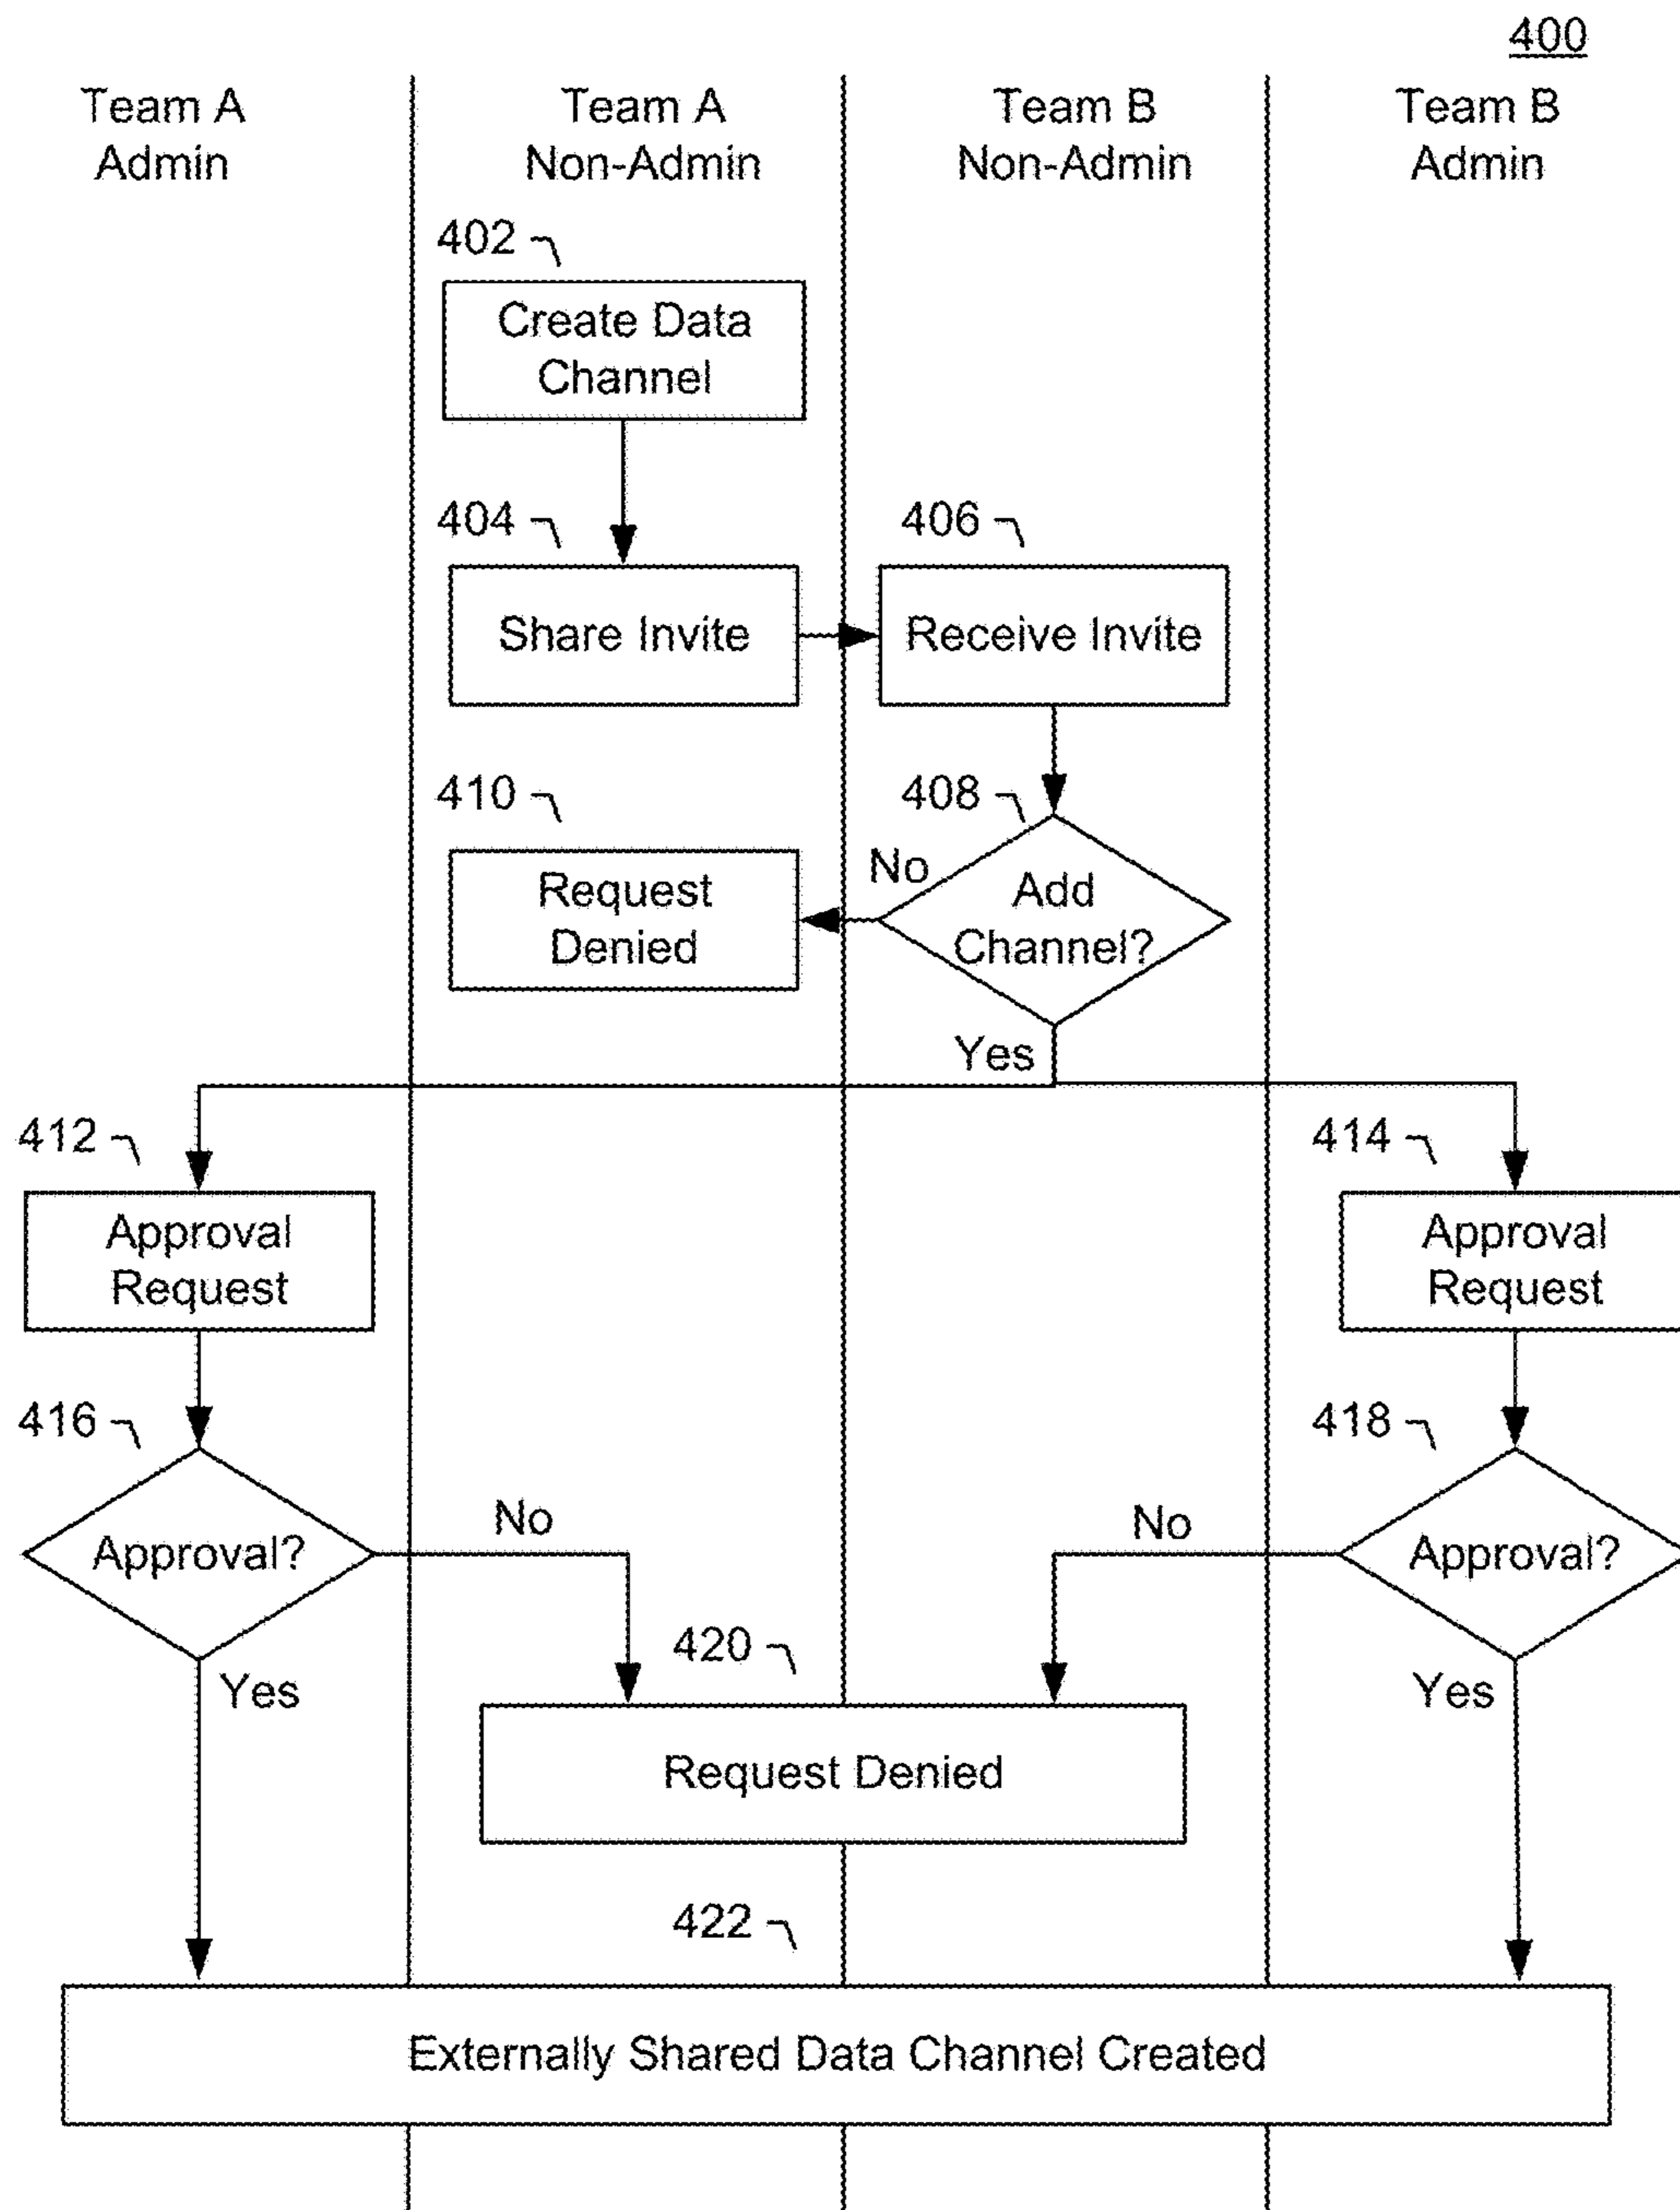 400
Team A
Admin
Team A
Non-Admin
Team B
Non-Admin
Team B
Admin
402
Create Data
Channel
404
Share Invite
406
Receive Invite
410
Request
Denied
408
No
Add
Channel?
Yes
412
Approval
Request
414
Approval
Request
416
Approval?
No
Yes
418
Approval?
No
Yes
420
Request Denied
422
Externally Shared Data Channel Created